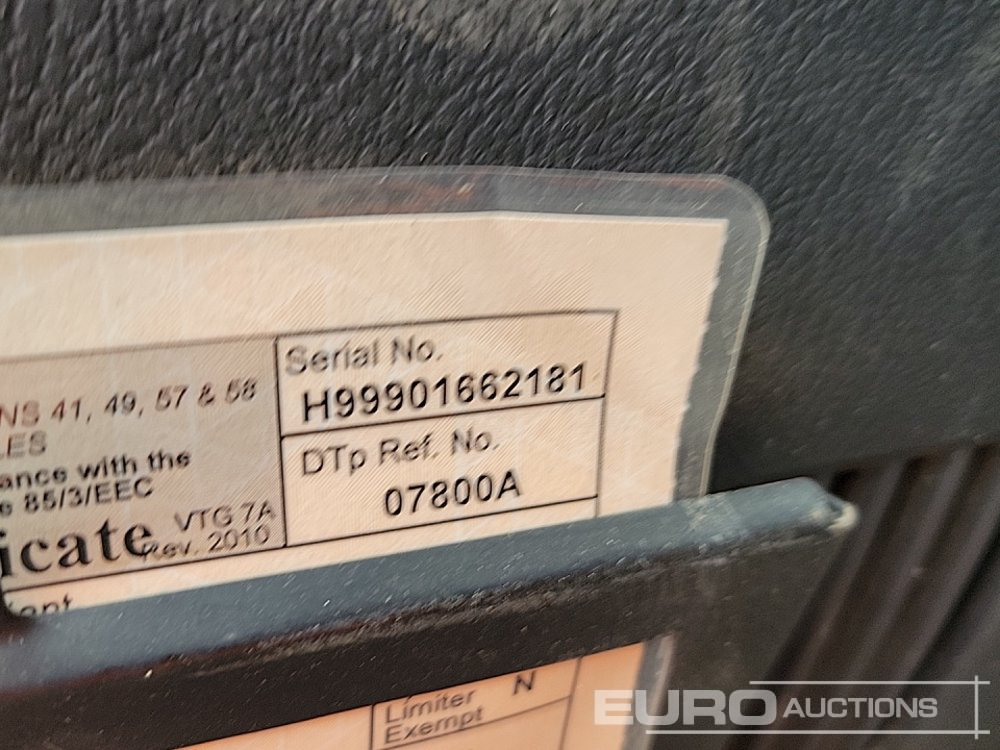 Serial No.
H99901662181
NS 41, 49, 57 & 58
LES
DTp Ref. No.
ance with the
e 85/3/EEC
07800A
icate VTG 7A
Rev. 2010
Limiter N
Exempt
EURO AUCTIONS